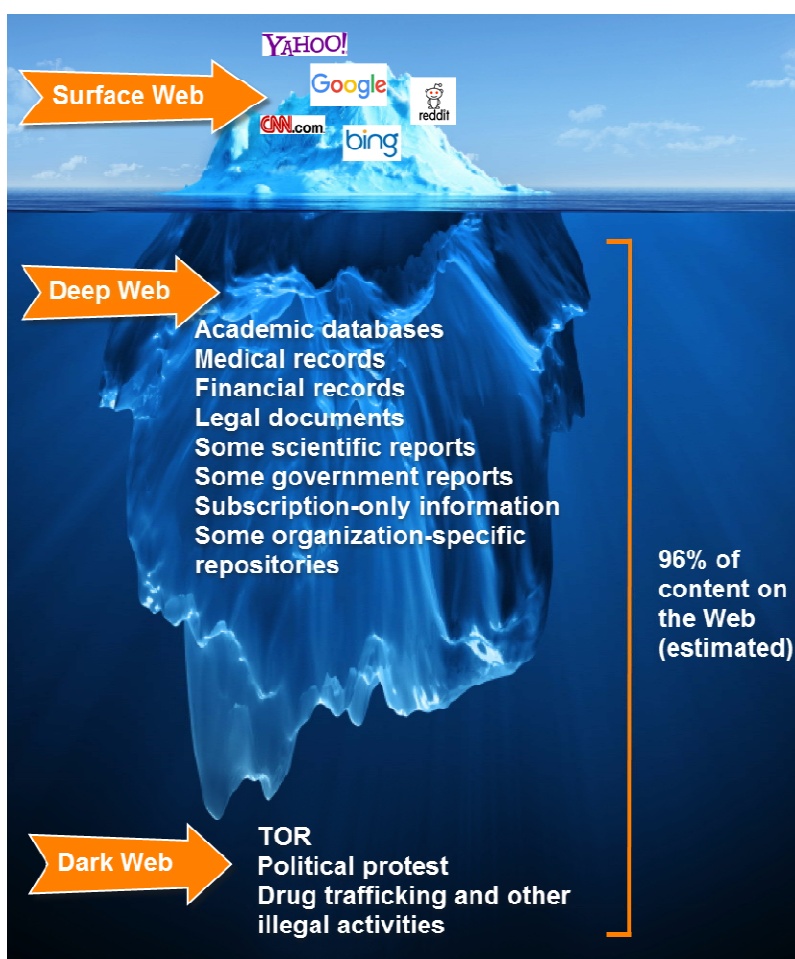 YAHOO!
Surface Web
Google
reddit
CNN.com
bing
Deep Web
Academic databases
Medical records
Financial records
Legal documents
Some scientific reports
Some government reports
Subscription-only information
Some organization-specific
repositories
96% of
content on
the Web
(estimated)
Dark Web
TOR
Political protest
Drug trafficking and other
illegal activities